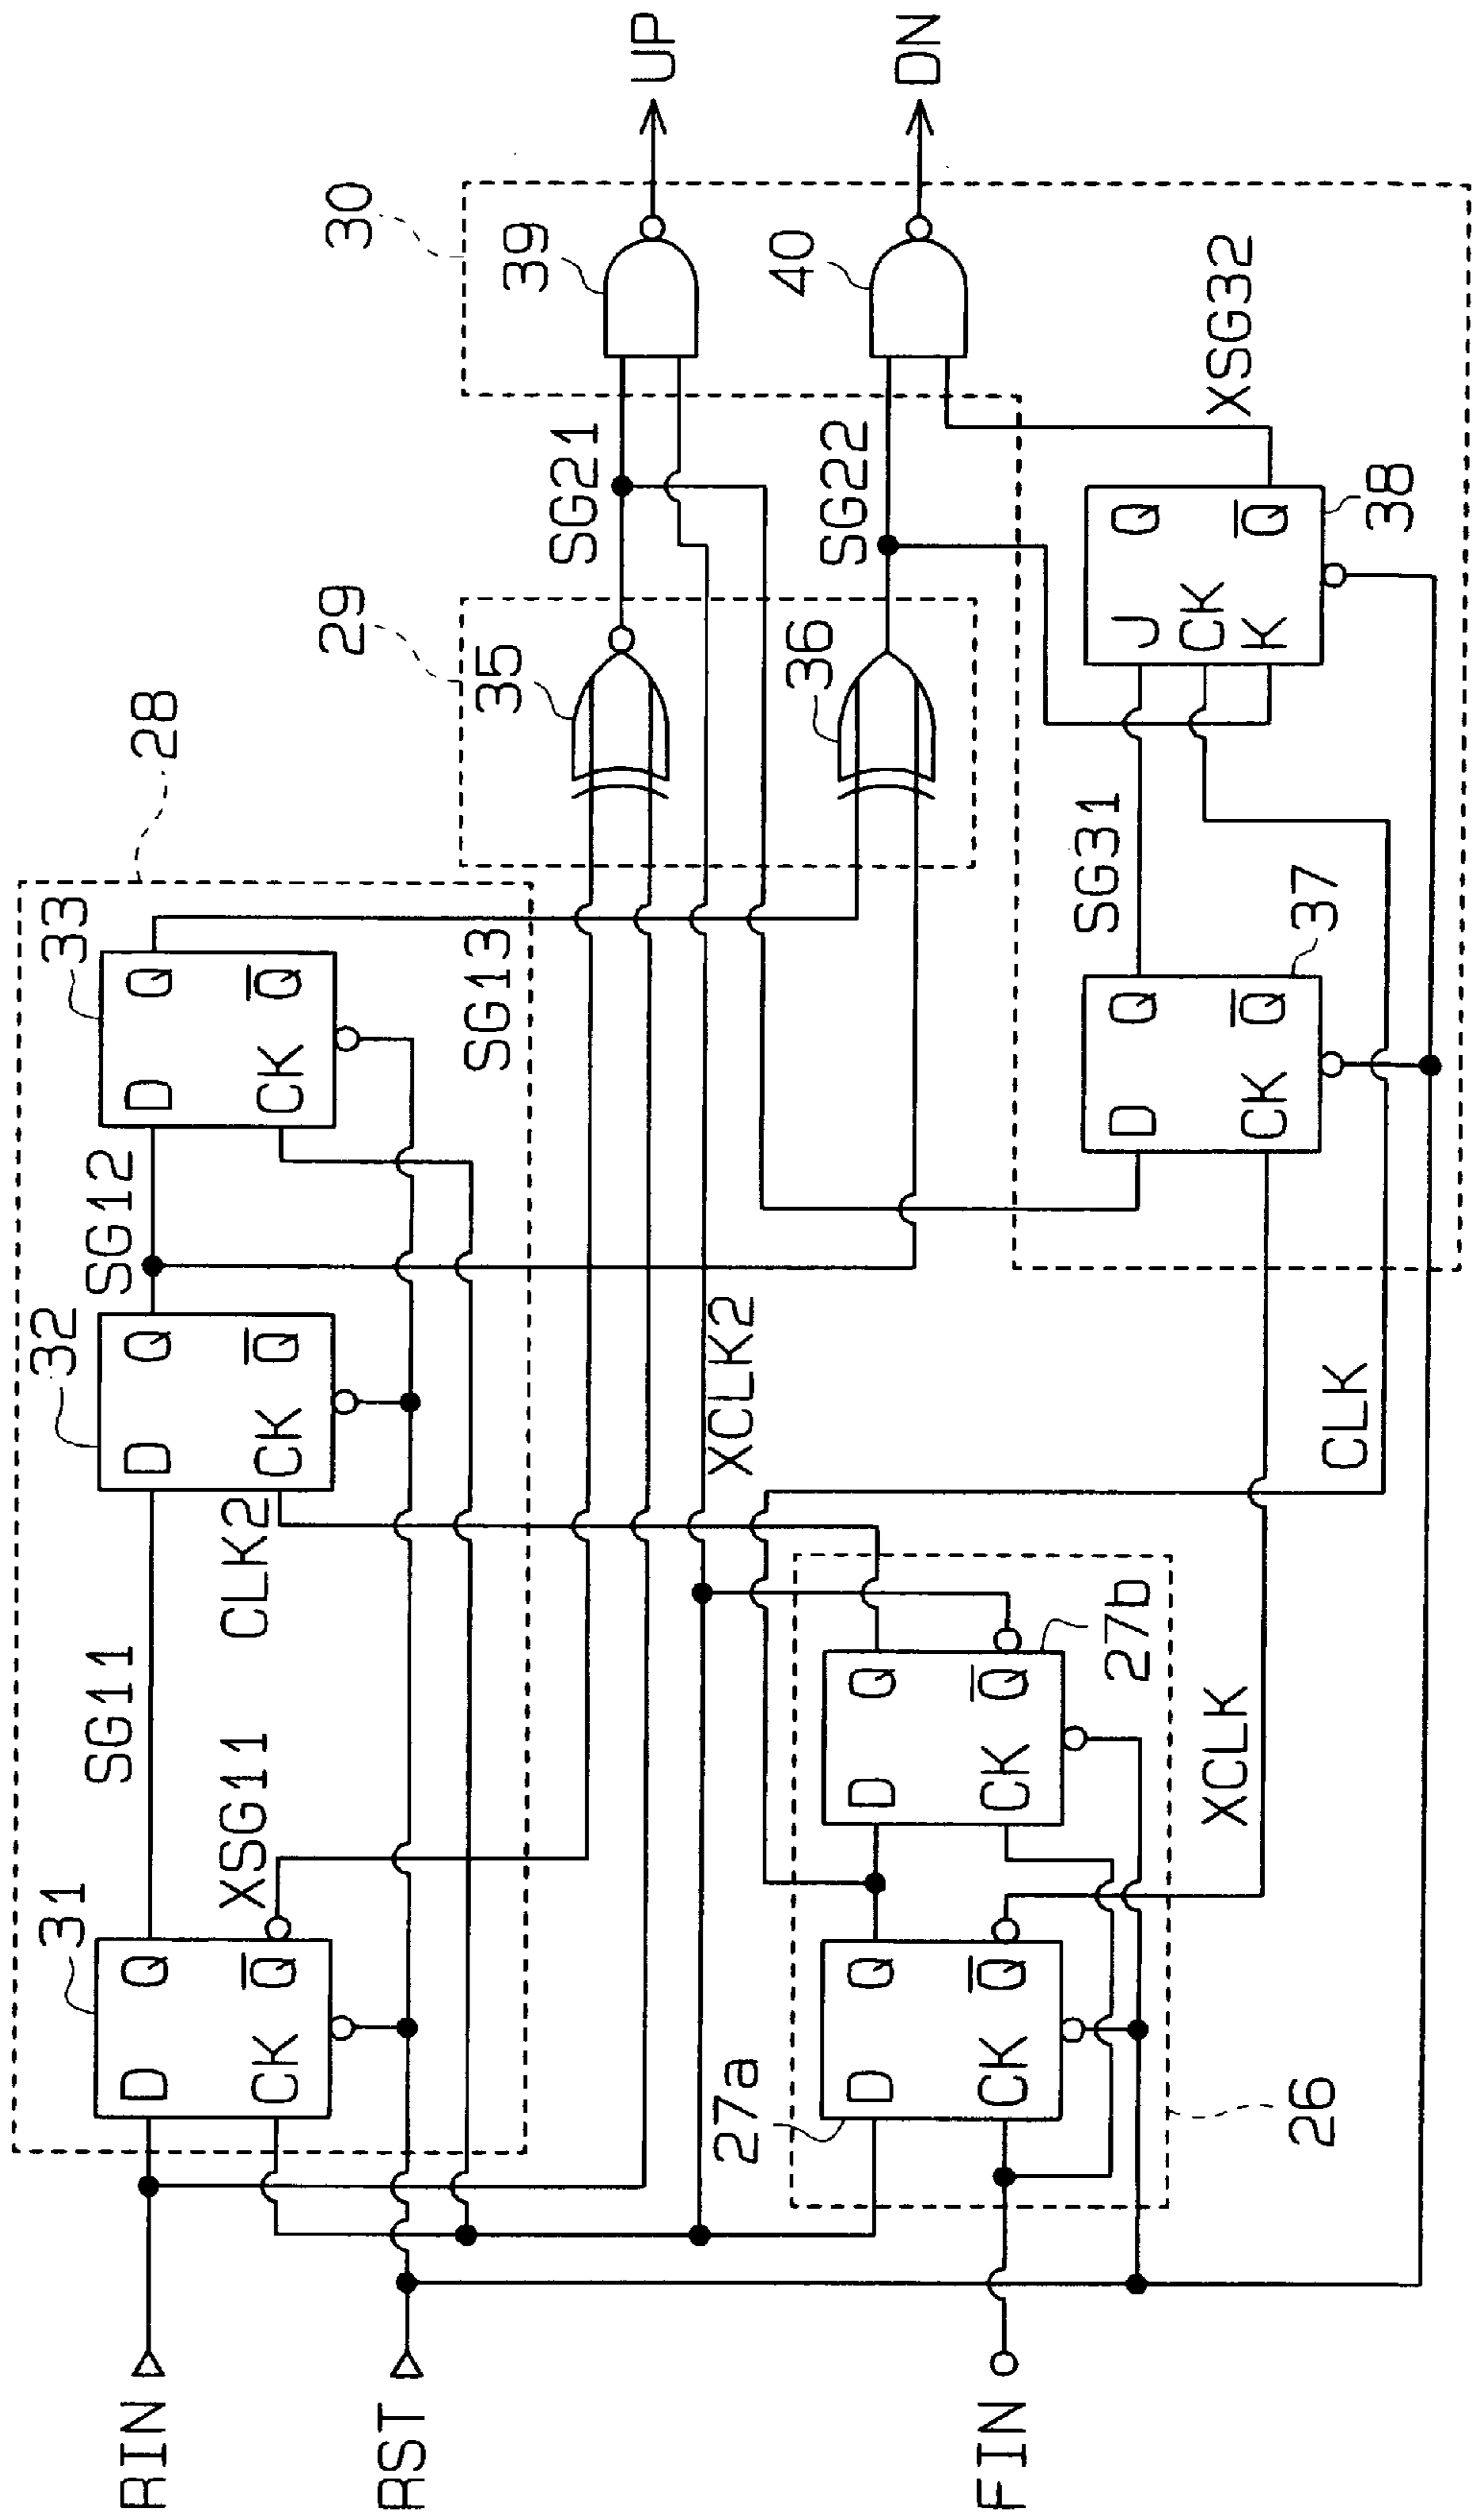 28
33
D Q
CK Q
SG12
32
D Q
CK Q
CLK2
SG11
31
D Q
CK Q
XSG11
SG13
29
35
36
SG21
SG22
30
39
40
UP
DN
XCLK2
27a
D Q
CK Q
27b
D Q
CK Q
26
XCLK
CLK
37
D Q
CK Q
SG31
38
J Q
CK
K Q
XSG32
RIN
RST
FIN